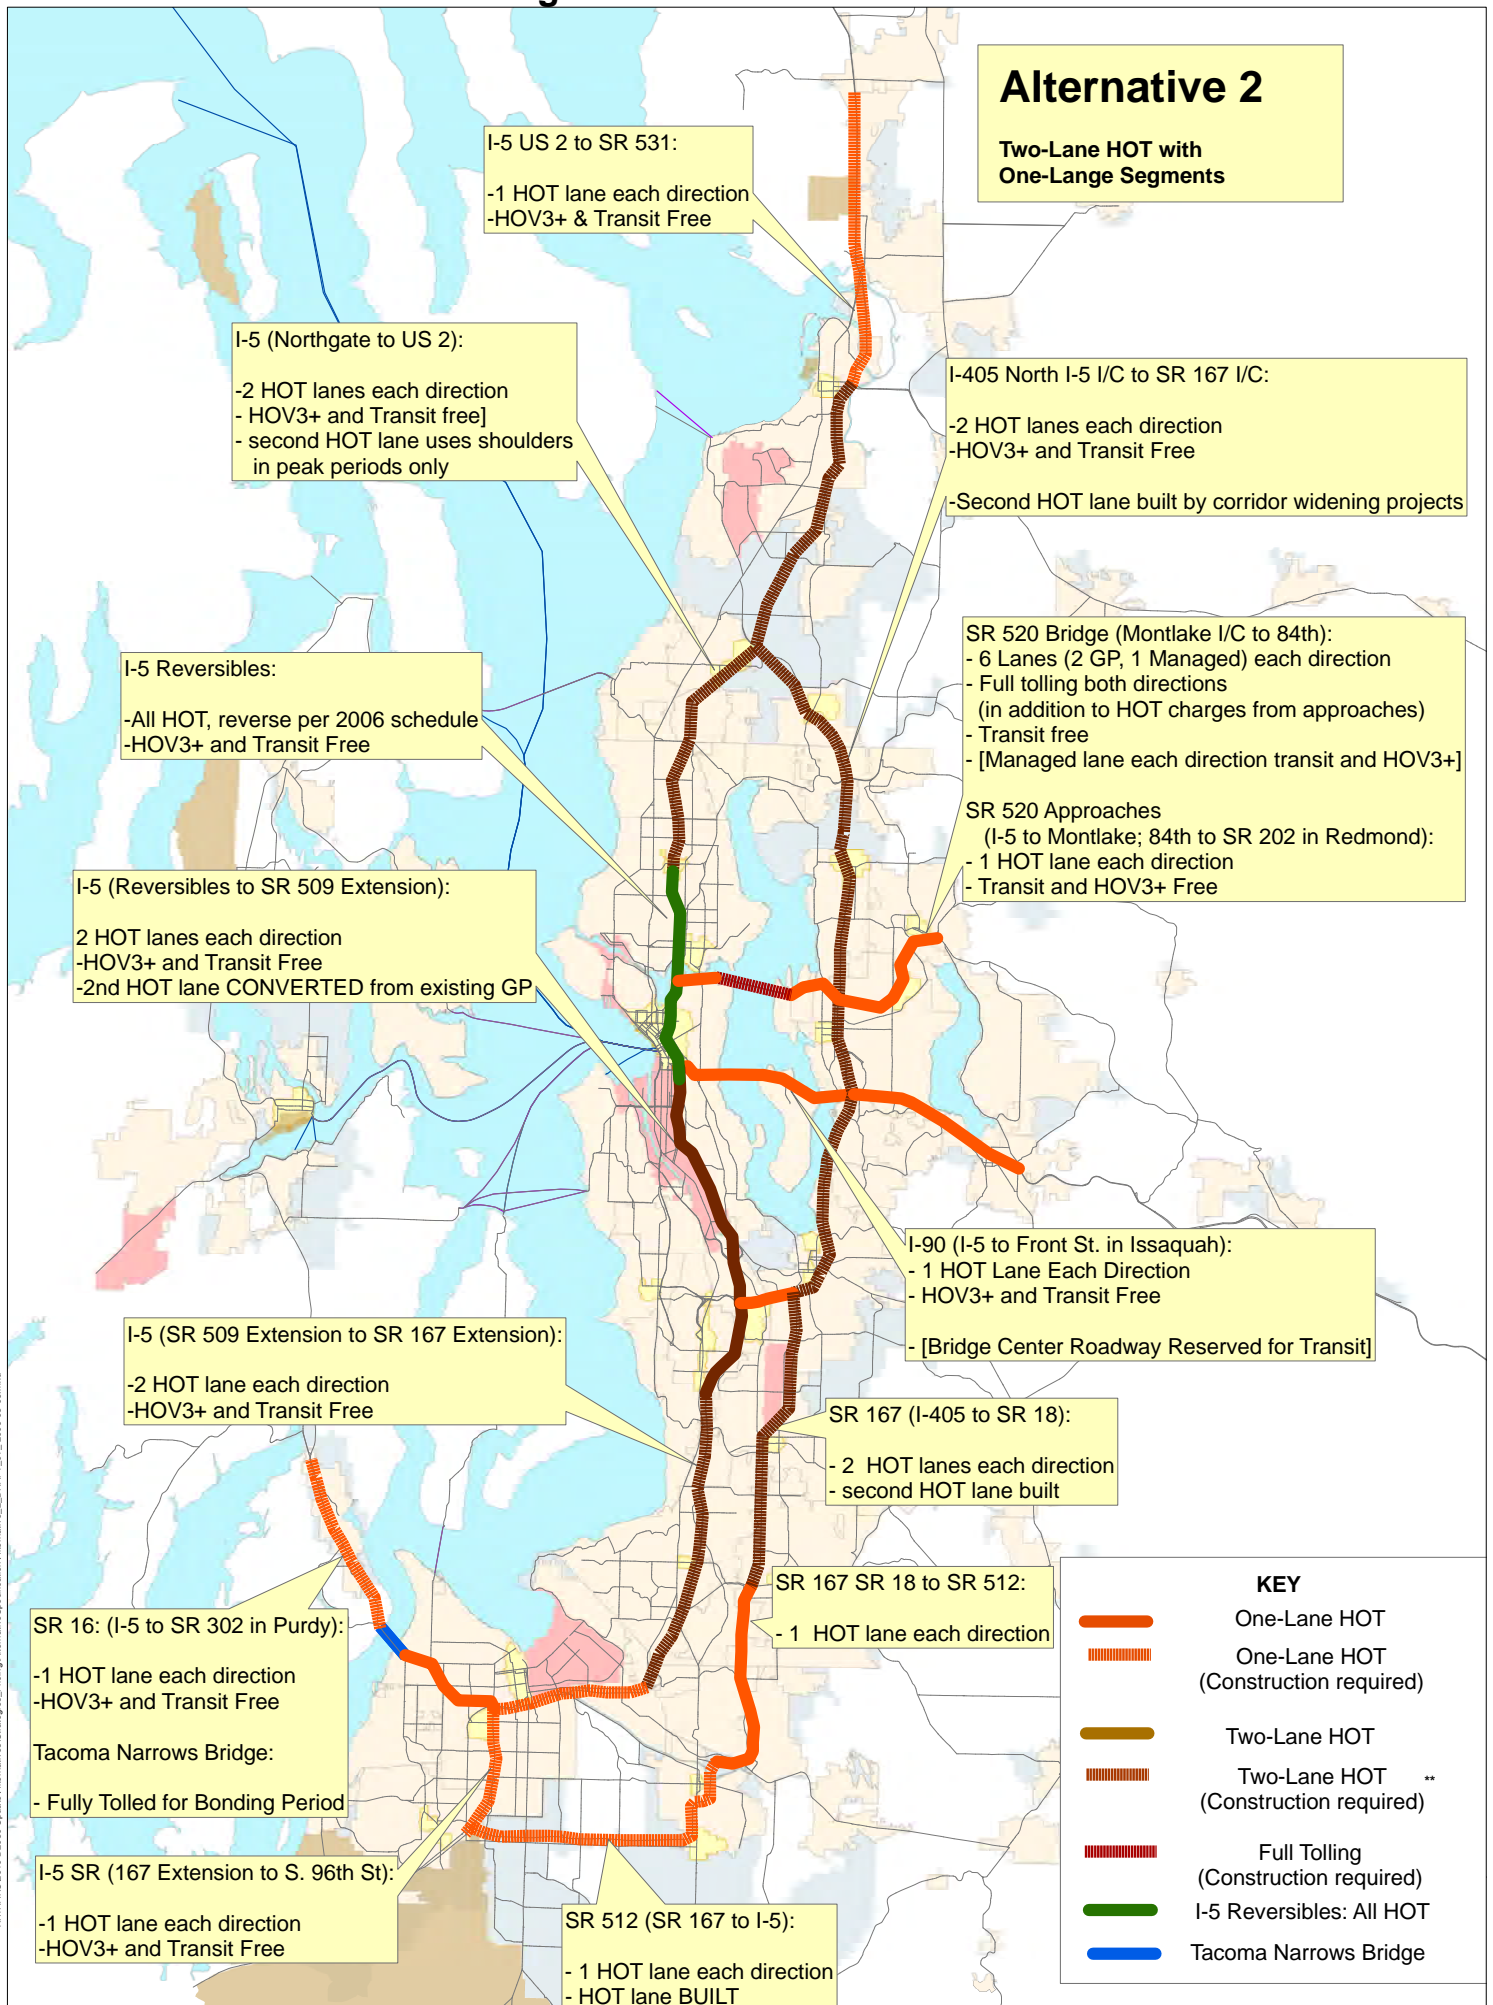 g
Alternative 2
Two-Lane HOT with
One-Lange Segments
I-5 US 2 to SR 531:
-1 HOT lane each direction
-HOV3+ & Transit Free
I-5 (Northgate to US 2):
-2 HOT lanes each direction
- HOV3+ and Transit free]
- second HOT lane uses shoulders
in peak periods only
I-405 North I-5 I/C to SR 167 I/C:
-2 HOT lanes each direction
-HOV3+ and Transit Free
-Second HOT lane built by corridor widening projects
SR 520 Bridge (Montlake I/C to 84th):
- 6 Lanes (2 GP, 1 Managed) each direction
- Full tolling both directions
(in addition to HOT charges from approaches)
- Transit free
- [Managed lane each direction transit and HOV3+]
SR 520 Approaches
(I-5 to Montlake; 84th to SR 202 in Redmond):
- 1 HOT lane each direction
- Transit and HOV3+ Free
I-5 Reversibles:
-All HOT, reverse per 2006 schedule
-HOV3+ and Transit Free
I-5 (Reversibles to SR 509 Extension):
2 HOT lanes each direction
-HOV3+ and Transit Free
-2nd HOT lane CONVERTED from existing GP
I-90 (I-5 to Front St. in Issaquah):
- 1 HOT Lane Each Direction
- HOV3+ and Transit Free
- [Bridge Center Roadway Reserved for Transit]
I-5 (SR 509 Extension to SR 167 Extension):
-2 HOT lane each direction
-HOV3+ and Transit Free
SR 167 (I-405 to SR 18):
- 2 HOT lanes each direction
- second HOT lane built
SR 167 SR 18 to SR 512:
- 1 HOT lane each direction
SR 16: (I-5 to SR 302 in Purdy):
-1 HOT lane each direction
-HOV3+ and Transit Free
Tacoma Narrows Bridge:
- Fully Tolled for Bonding Period
I-5 SR (167 Extension to S. 96th St):
-1 HOT lane each direction
-HOV3+ and Transit Free
SR 512 (SR 167 to I-5):
- 1 HOT lane each direction
- HOT lane BUILT
KEY
One-Lane HOT
One-Lane HOT
(Construction required)
Two-Lane HOT
Two-Lane HOT **
(Construction required)
Full Tolling
(Construction required)
I-5 Reversibles: All HOT
Tacoma Narrows Bridge